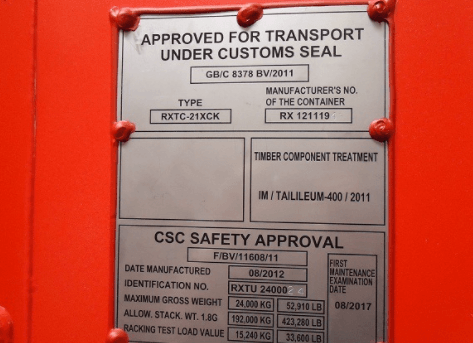 APPROVED FOR TRANSPORT
UNDER CUSTOMS SEAL
GB/C 8378 BV/2011
TYPE
RXTC-21XCK
MANUFACTURER'S NO.
OF THE CONTAINER
RX 121119
TIMBER COMPONENT TREATMENT
IM / TAILILEUM-400 / 2011
CSC SAFETY APPROVAL
F/BV/11608/11
DATE MANUFACTURED 08/2012
IDENTIFICATION NO. RXTU
MAXIMUM GROSS WEIGHT 24,000 KG 52,910 LB
ALLOW. STACK. WT. 1.8G 192,000 KG 423,280 LB
RACKING TEST LOAD VALUE 15,240 KG 33,600 LB
FIRST
MAINTENANCE
EXAMINATION
DATE
08/2017